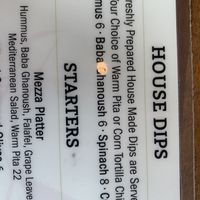 HOUSE DIPS
reshly Prepared House Made Dips are Serve
our Choice of Warm Pita or Corn Tortilla Chi
mus 6 · Baba Ghanoush 6 · Spinach 8 · C
STARTERS
Mezza Platter
Hummus, Baba Ghanoush, Falafel, Grape Leave
Mediterranean Salad, Warm Pita 22